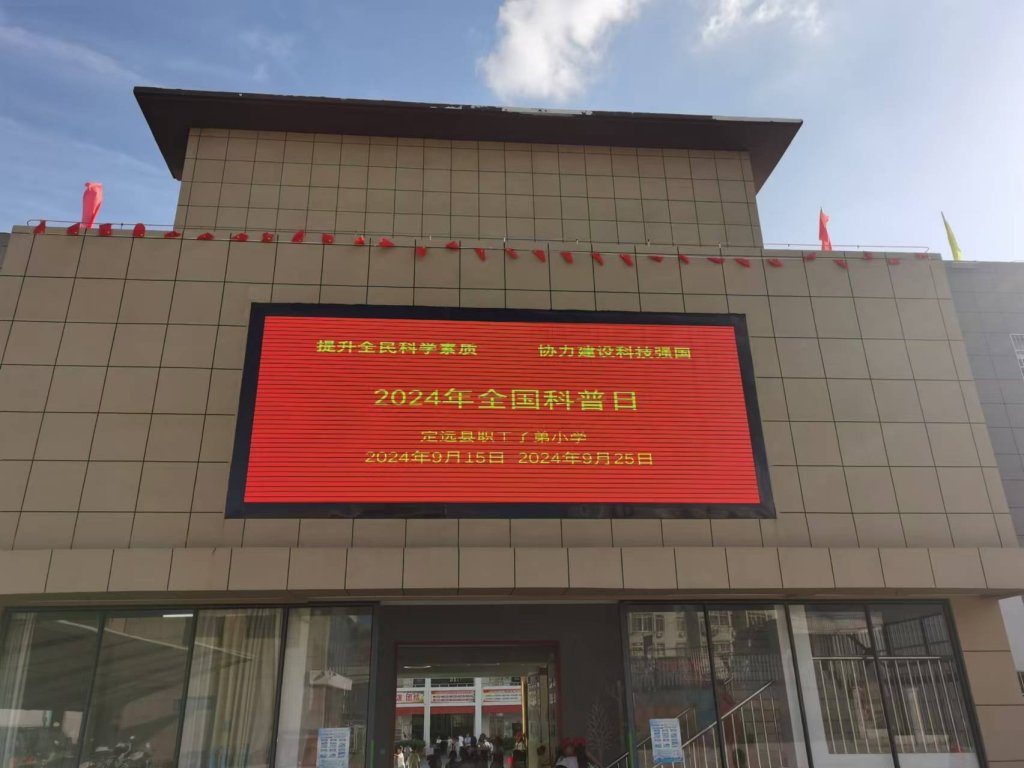 提升全民科学素质 协力建设科技强国
2024年全国科普日
定远县职工子弟小学
2024年9月15日 2024年9月25日